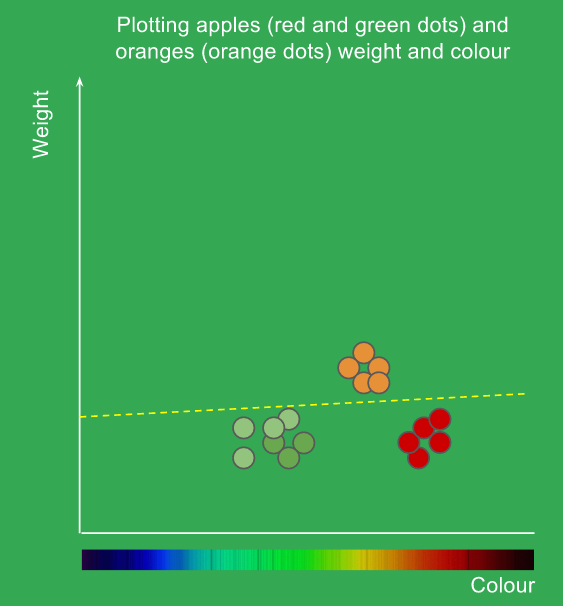 Plotting apples (red and green dots) and
oranges (orange dots) weight and colour
Weight
Colour